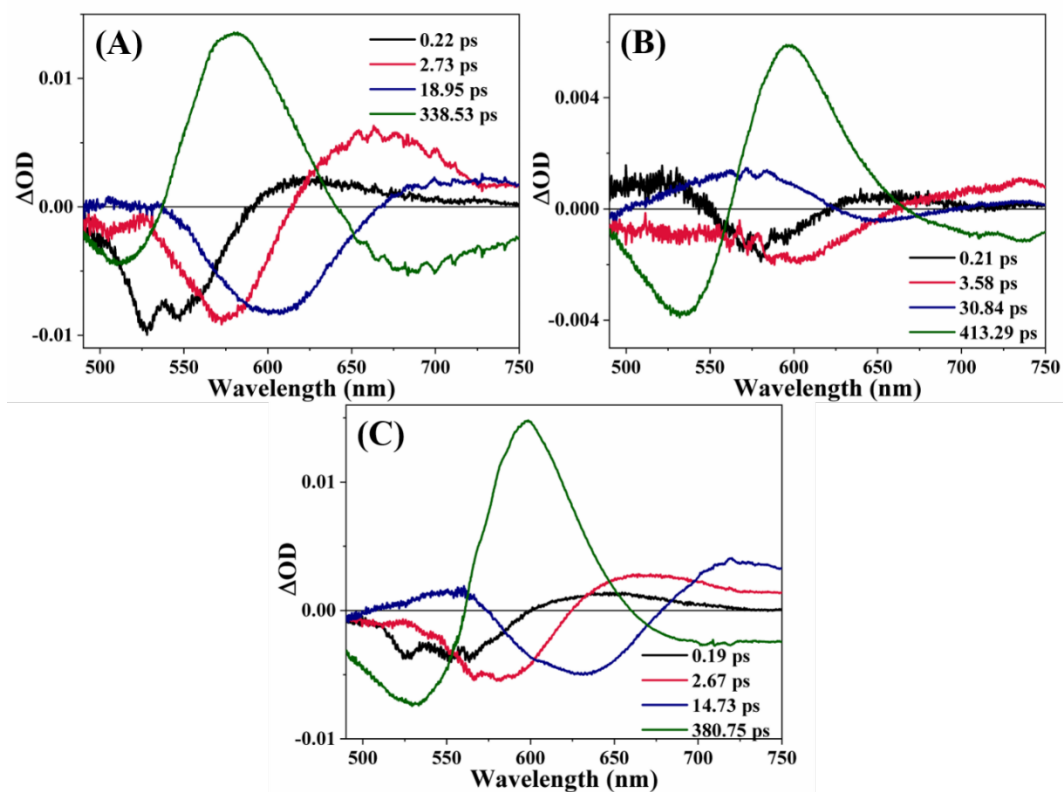 (A)
0.22 ps
2.73 ps
18.95 ps
338.53 ps
0.01
0.00
-0.01
ΔOD
500 550 600 650 700 750
Wavelength (nm)
(B)
0.004
0.000
-0.004
ΔOD
0.21 ps
3.58 ps
30.84 ps
413.29 ps
500 550 600 650 700 750
Wavelength (nm)
(C)
0.01
0.00
-0.01
ΔOD
0.19 ps
2.67 ps
14.73 ps
380.75 ps
500 550 600 650 700 750
Wavelength (nm)